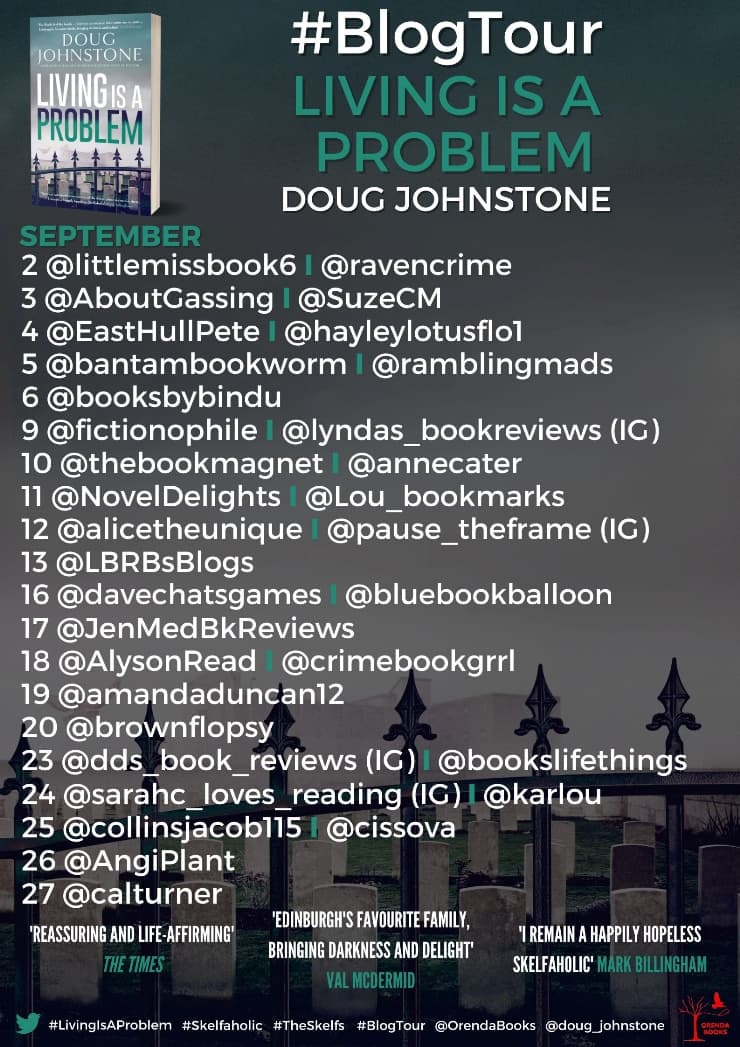 DOUG
JOHNSTONE
LIVING IS A
PROBLEM
#BlogTour
LIVING IS A
PROBLEM
DOUG JOHNSTONE
SEPTEMBER
2 @littlemissbook6 | @ravencrime
3 @AboutGassing | @SuzeCM
4 @EastHullPete | @hayleylotusflo1
5 @bantambookworm | @ramblingmads
6 @booksbybindu
9 @fictionophile | @lyndas_bookreviews (IG)
10 @thebookmagnet | @annecater
11 @NovelDelights | @Lou_bookmarks
12 @alicetheunique | @pause_theframe (IG)
13 @LBRBsBlogs
16 @davechatsgames | @bluebookballoon
17 @JenMedBkReviews
18 @AlysonRead | @crimebookgrrl
19 @amandaduncan12
20 @brownflopsy
23 @dds_book_reviews (IG) | @bookslifethings
24 @sarahc_loves_reading (IG) | @karlou
25 @collinsjacob115 | @cissova
26 @AngiPlant
27 @calturner
'REASSURING AND LIFE-AFFIRMING'
THE TIMES
'EDINBURGH'S FAVOURITE FAMILY,
BRINGING DARKNESS AND DELIGHT'
VAL MCDERMID
'I REMAIN A HAPPILY HOPELESS
SKELFAHOLIC' MARK BILLINGHAM
#LivingIsAProblem #Skelfaholic #TheSkelfs #BlogTour @OrendaBooks @doug_johnstone
ORENDA
BOOKS